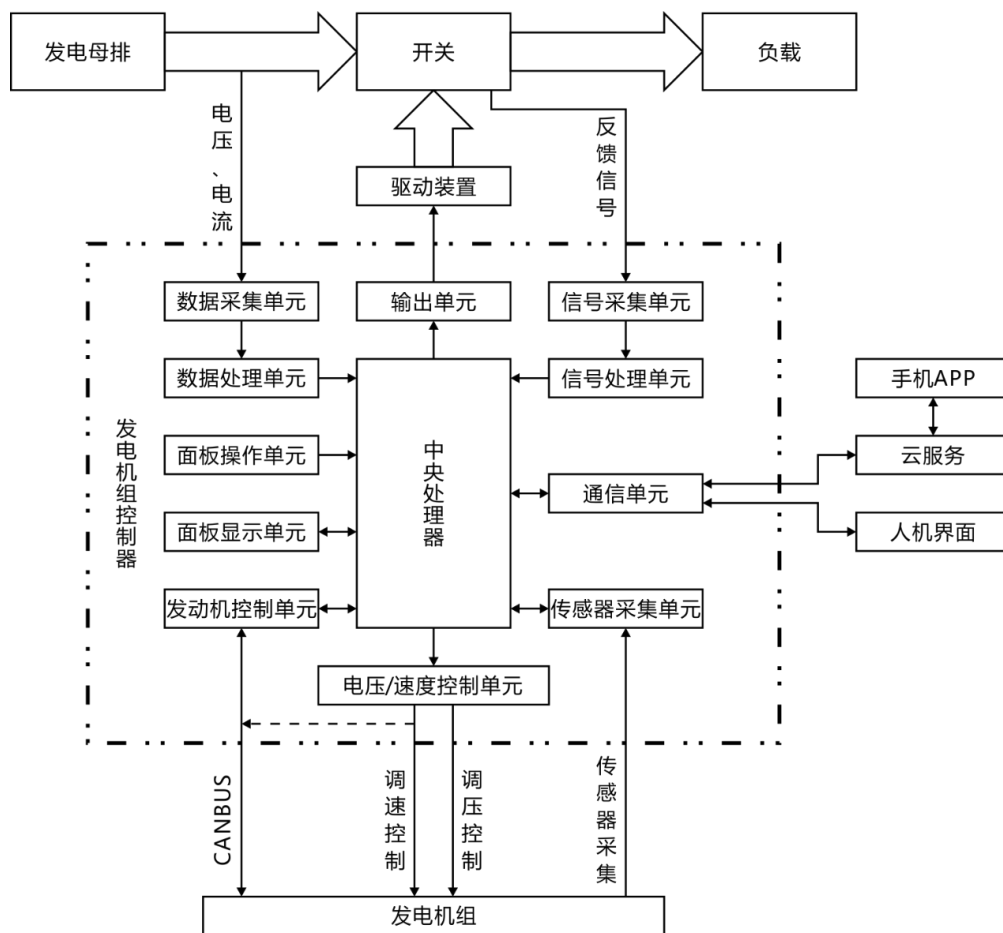 发电母排
开关
负载
电压、电流
反馈信号
驱动装置
数据采集单元
输出单元
信号采集单元
数据处理单元
信号处理单元
手机APP
发电机组控制器
面板操作单元
中央处理器
云服务
通信单元
面板显示单元
人机界面
发动机控制单元
传感器采集单元
电压/速度控制单元
CANBUS
调速控制
调压控制
传感器采集
发电机组